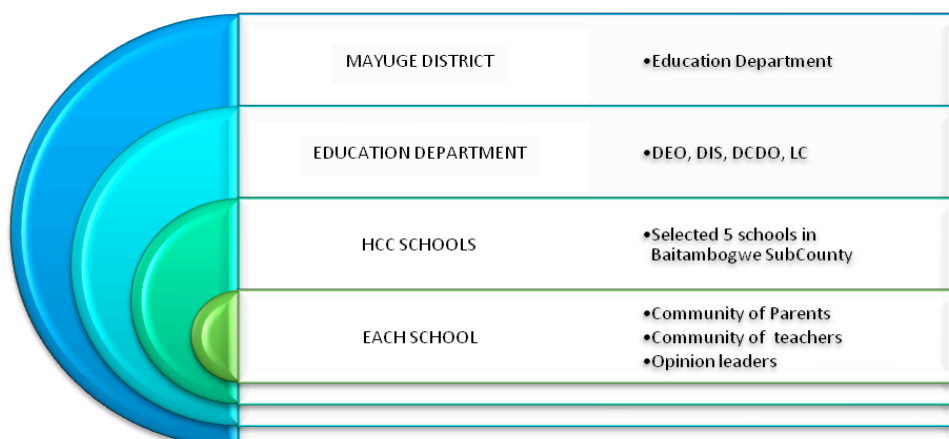 MAYUGE DISTRICT
•Education Department
EDUCATION DEPARTMENT
•DEO, DIS, DCDO, LC
HCC SCHOOLS
•Selected 5 schools in
Baitambogwe SubCounty
EACH SCHOOL
•Community of Parents
•Community of teachers
•Opinion leaders